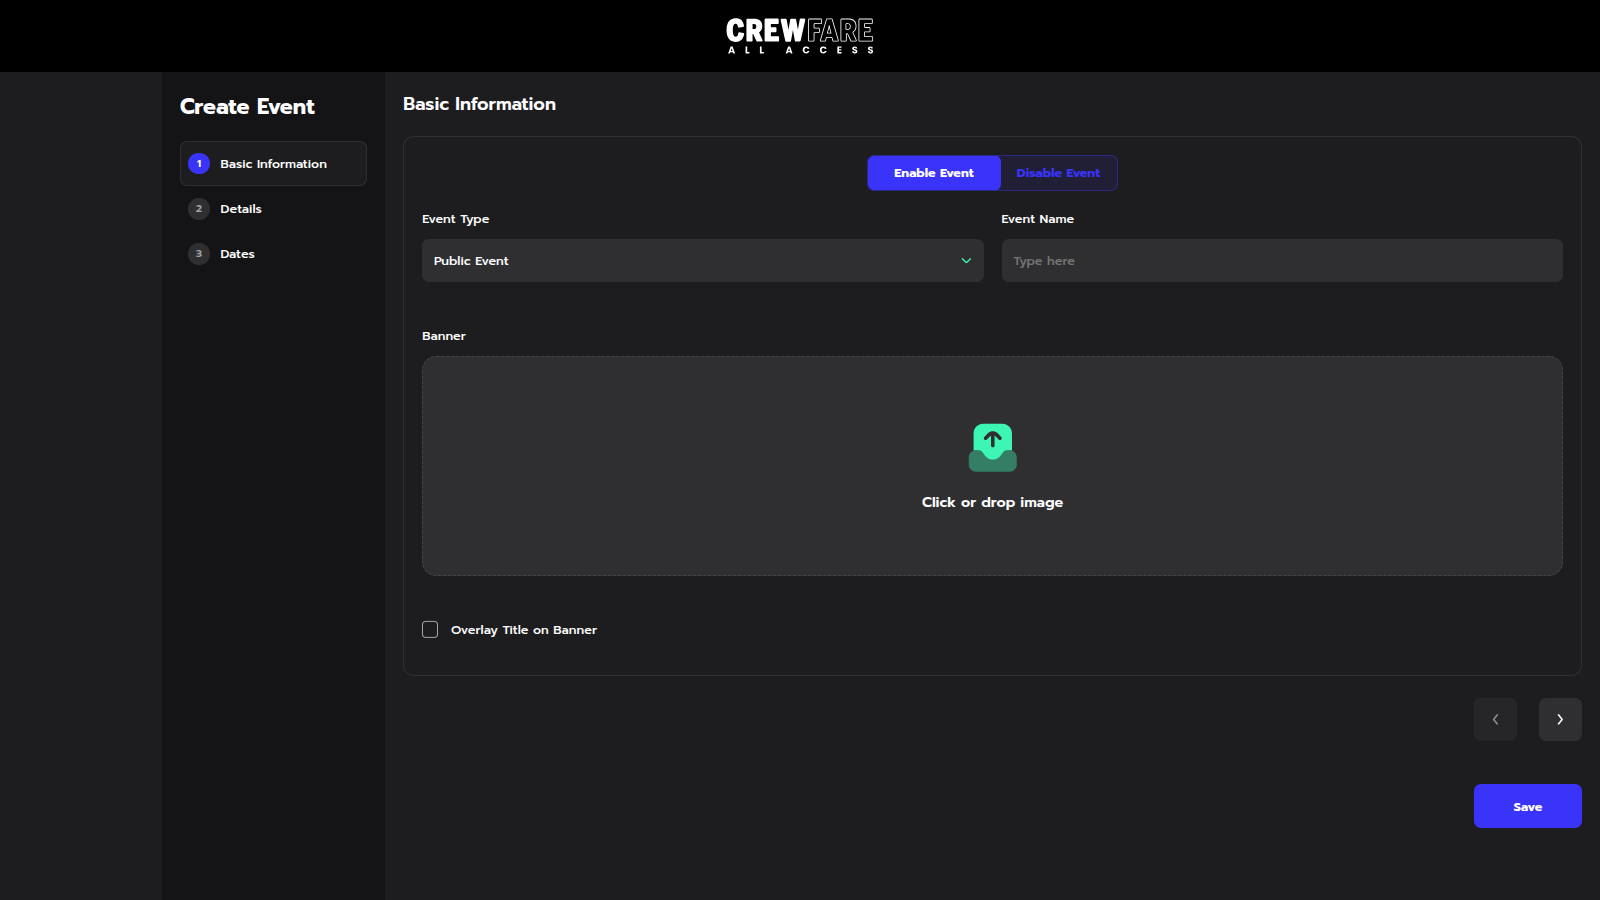 CREWFARE
ALL ACCESS
Create Event
1 Basic Information
2 Details
3 Dates
Basic Information
Enable Event Disable Event
Event Type Event Name
Public Event Type here
Banner
Click or drop image
Overlay Title on Banner
Save